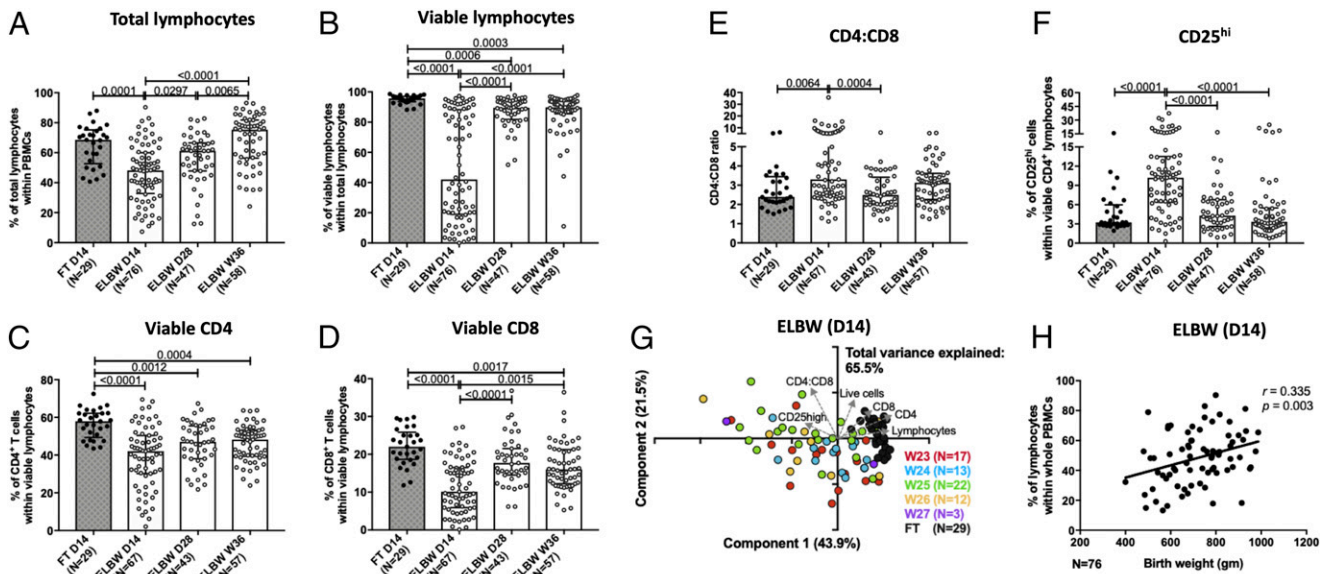 A
Total lymphocytes
<0.0001
0.0001
0.0297
0.0065
100
80
60
40
20
0
% of total lymphocytes
within PBMCs
FT D14
(N=29)
ELBW D14
(N=76)
ELBW D28
(N=47)
ELBW W36
(N=58)
B
Viable lymphocytes
0.0003
0.0006
<0.0001
<0.0001
<0.0001
100
80
60
40
20
0
% of viable lymphocytes
within total lymphocytes
FT D14
(N=29)
ELBW D14
(N=76)
ELBW D28
(N=47)
ELBW W36
(N=58)
E
CD4:CD8
0.0064
0.0004
40
30
20
10
5
4
3
2
1
0
CD4:CD8 ratio
FT D14
(N=29)
ELBW D14
(N=67)
ELBW D28
(N=43)
ELBW W36
(N=57)
F
CD25hi
<0.0001
<0.0001
<0.0001
60
45
30
15
15
12
9
6
3
0
% of CD25hi cells
within viable CD4+ lymphocytes
FT D14
(N=29)
ELBW D14
(N=76)
ELBW D28
(N=47)
ELBW W36
(N=58)
C
Viable CD4
0.0004
0.0012
<0.0001
80
60
40
20
0
% of CD4+ T cells
within viable lymphocytes
FT D14
(N=29)
ELBW D14
(N=67)
ELBW D28
(N=43)
ELBW W36
(N=57)
D
Viable CD8
0.0017
<0.0001
0.0015
<0.0001
40
30
20
10
0
% of CD8+ T cells
within viable lymphocytes
FT D14
(N=29)
ELBW D14
(N=67)
ELBW D28
(N=43)
ELBW W36
(N=57)
G
ELBW (D14)
Total variance explained:
65.5%
CD4:CD8
Live cells
CD8
CD4
CD25high
Lymphocytes
Component 2 (21.5%)
W23 (N=17)
W24 (N=13)
W25 (N=22)
W26 (N=12)
W27 (N=3)
FT (N=29)
Component 1 (43.9%)
H
ELBW (D14)
r = 0.335
p = 0.003
100
80
60
40
20
0
% of lymphocytes
within whole PBMCs
200
400
600
800
1000
1200
N=76
Birth weight (gm)